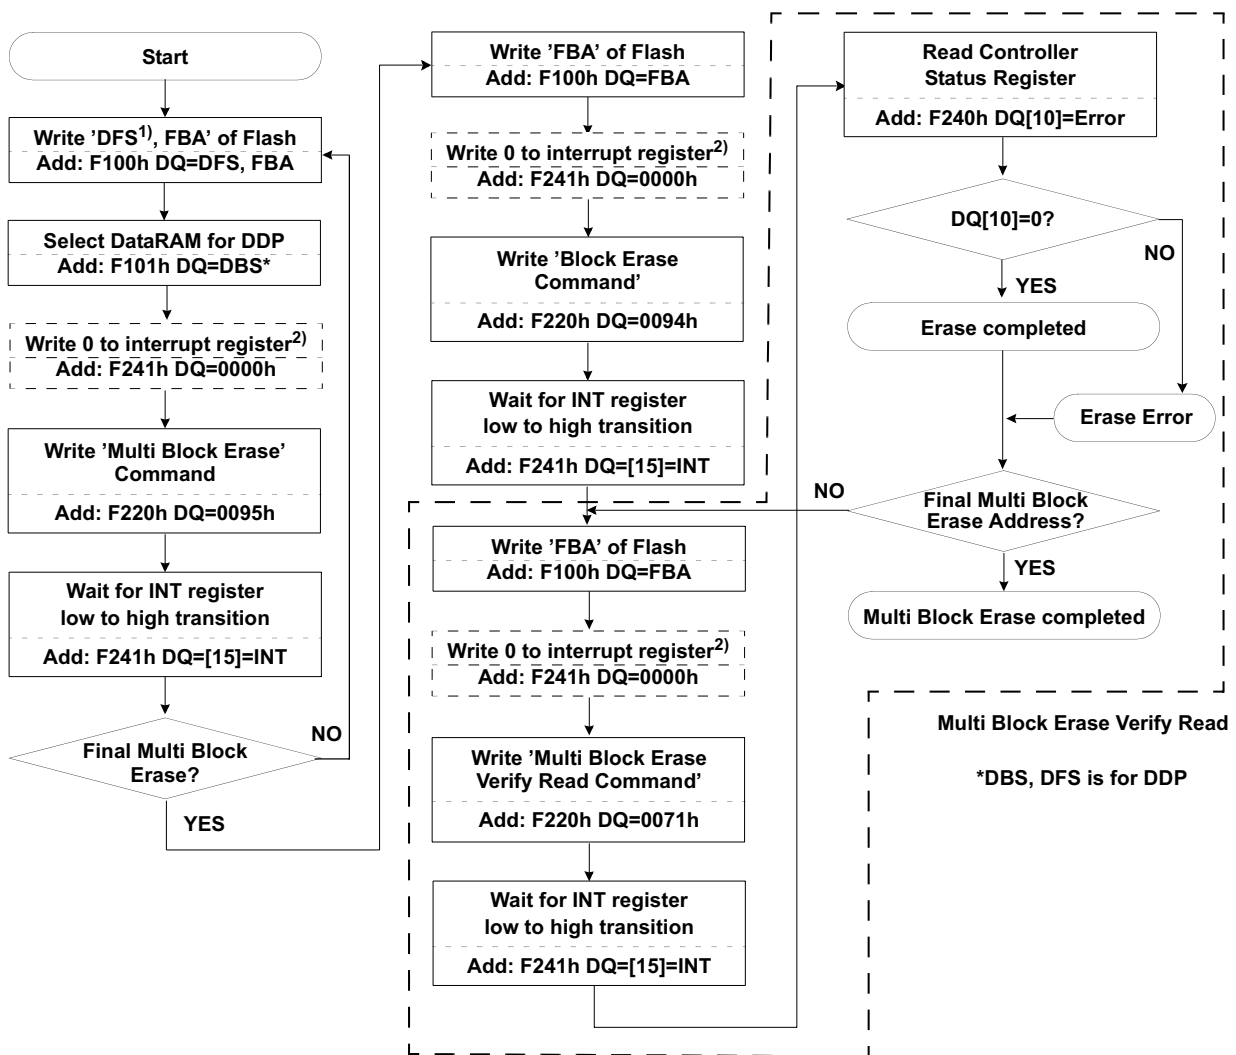 Start
Write ’DFS1), FBA’ of Flash
Add: F100h DQ=DFS, FBA
Select DataRAM for DDP
Add: F101h DQ=DBS*
Write 0 to interrupt register2)
Add: F241h DQ=0000h
Write ’Multi Block Erase’
Command
Add: F220h DQ=0095h
Wait for INT register
low to high transition
Add: F241h DQ=[15]=INT
Final Multi Block
Erase?
NO
YES
Write ’FBA’ of Flash
Add: F100h DQ=FBA
Write 0 to interrupt register2)
Add: F241h DQ=0000h
Write ’Block Erase
Command’
Add: F220h DQ=0094h
Wait for INT register
low to high transition
Add: F241h DQ=[15]=INT
Write ’FBA’ of Flash
Add: F100h DQ=FBA
Write 0 to interrupt register2)
Add: F241h DQ=0000h
Write ’Multi Block Erase
Verify Read Command’
Add: F220h DQ=0071h
Wait for INT register
low to high transition
Add: F241h DQ=[15]=INT
Read Controller
Status Register
Add: F240h DQ[10]=Error
DQ[10]=0?
NO
YES
Erase completed
Erase Error
Final Multi Block
Erase Address?
NO
YES
Multi Block Erase completed
Multi Block Erase Verify Read
*DBS, DFS is for DDP